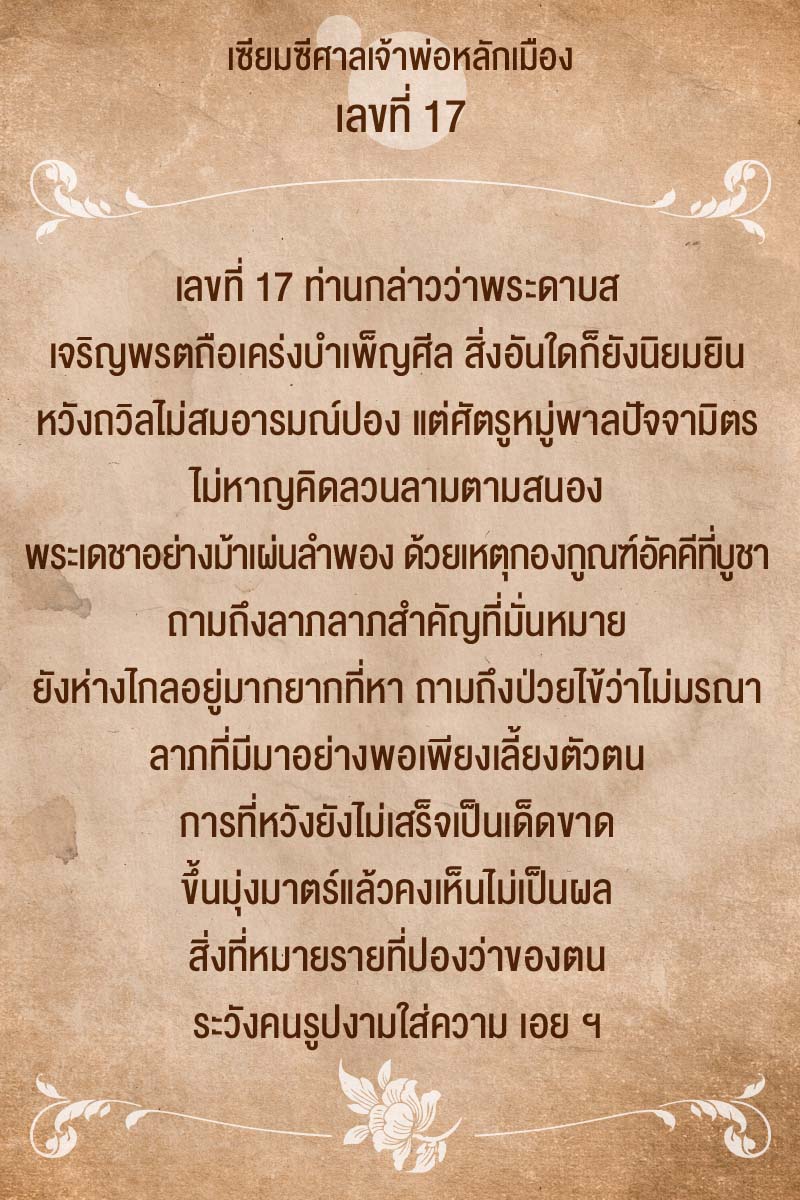 เซียมซีศาลเจ้าพ่อหลักเมือง
เลขที่ 17
เลขที่ 17 ท่านกล่าวว่าพระดาบส
เจริญพรตถือเคร่งบำเพ็ญศีล สิ่งอันใดก็ยังนิยมยิน
หวังถวิลไม่สมอารมณ์ปอง แต่ศัตรูหมู่พาลปัจจามิตร
ไม่หาญคิดลวนลามตามสนอง
พระเดชาอย่างม้าเผ่นลำพอง ด้วยเหตุกองกูณฑ์อัคคีที่บูชา
ถามถึงลาภลาภสำคัญที่มั่นหมาย
ยังห่างไกลอยู่มากยากที่หา ถามถึงป่วยไข้ว่าไม่มรณา
ลาภที่มีมาอย่างพอเพียงเลี้ยงตัวตน
การที่หวังยังไม่เสร็จเป็นเด็ดขาด
ขึ้นมุ่งมาตร์แล้วคงเห็นไม่เป็นผล
สิ่งที่หมายรายที่ปองว่าของตน
ระวังคนรูปงามใส่ความ เอย ฯ